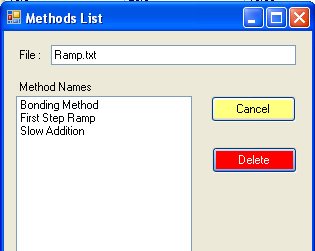 Methods List
File : Ramp.txt
Method Names
Bonding Method
First Step Ramp
Slow Addition
Cancel
Delete